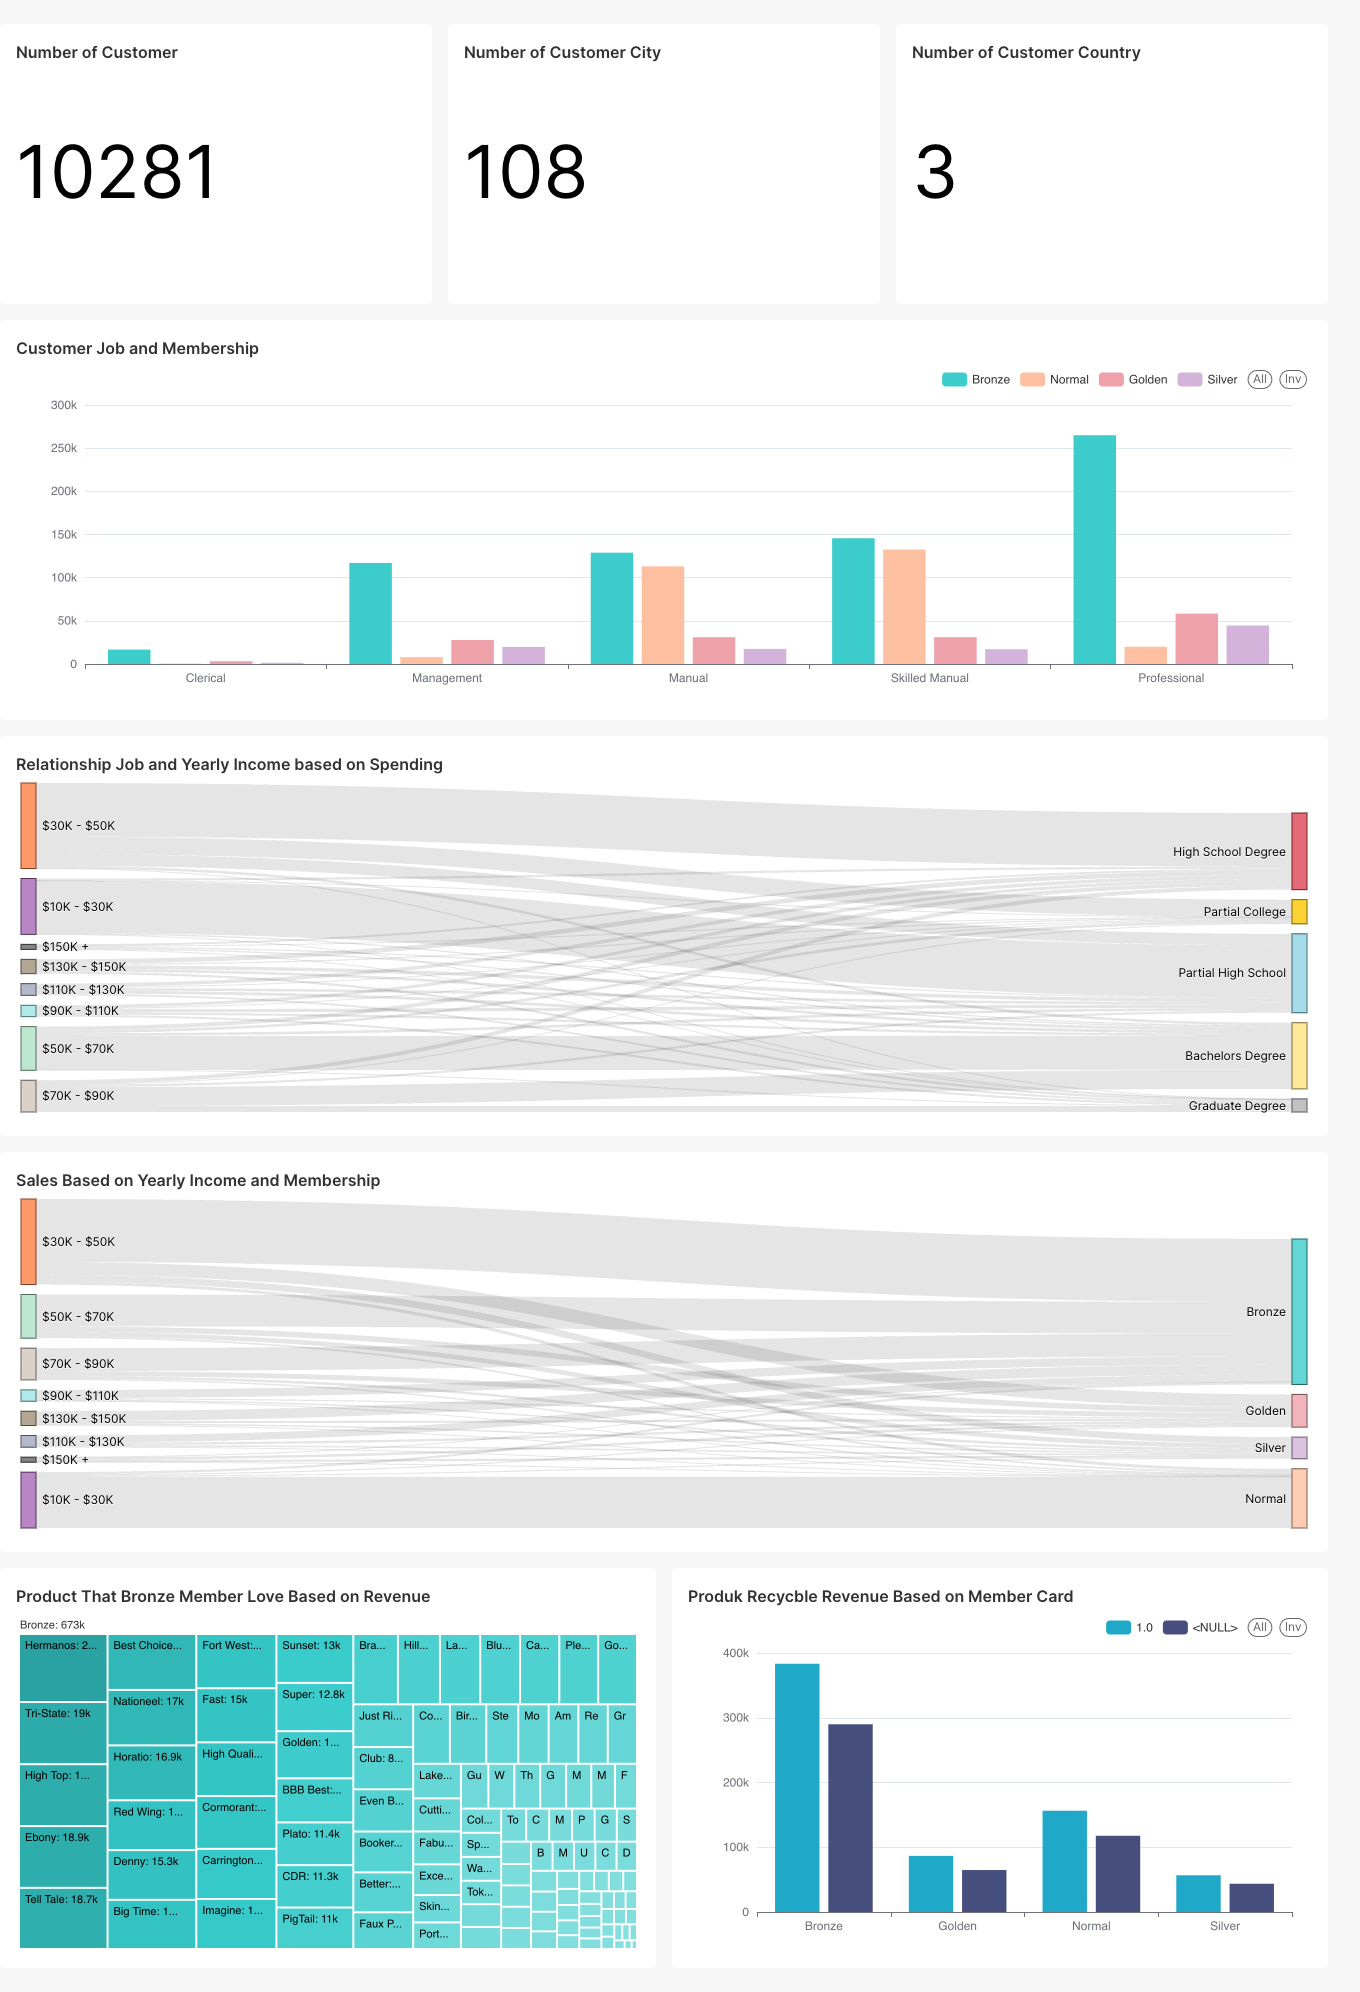 Number of Customer
10281
Number of Customer City
108
Number of Customer Country
3
Customer Job and Membership
Bronze Normal Golden Silver All Inv
300k
250k
200k
150k
100k
50k
0
Clerical Management Manual Skilled Manual Professional
Relationship Job and Yearly Income based on Spending
$30K - $50K
$10K - $30K
$150K +
$130K - $150K
$110K - $130K
$90K - $110K
$50K - $70K
$70K - $90K
High School Degree
Partial College
Partial High School
Bachelors Degree
Graduate Degree
Sales Based on Yearly Income and Membership
$30K - $50K
$50K - $70K
$70K - $90K
$90K - $110K
$130K - $150K
$110K - $130K
$150K +
$10K - $30K
Bronze
Golden
Silver
Normal
Product That Bronze Member Love Based on Revenue
Bronze: 673k
Hermanos: 2...
Tri-State: 19k
High Top: 1...
Ebony: 18.9k
Tell Tale: 18.7k
Best Choice...
Nationeel: 17k
Horatio: 16.9k
Red Wing: 1...
Denny: 15.3k
Big Time: 1...
Fort West:...
Fast: 15k
High Quali...
Cormorant:...
Carrington...
Imagine: 1...
Sunset: 13k
Super: 12.8k
Golden: 1...
BBB Best:...
Plato: 11.4k
CDR: 11.3k
PigTail: 11k
Bra... Hill... La... Blu... Ca... Ple... Go...
Just Ri...
Club: 8...
Even B...
Booker...
Better:...
Faux P...
Co... Bir... Ste Mo Am Re Gr
Lake...
Cutti...
Fabu...
Exce...
Skin...
Port...
Gu W Th G M M F
Col...
Sp...
Wa...
Tok...
To C M P G S
B M U C D
Produk Recycble Revenue Based on Member Card
1.0 <NULL> All Inv
400k
300k
200k
100k
0
Bronze Golden Normal Silver